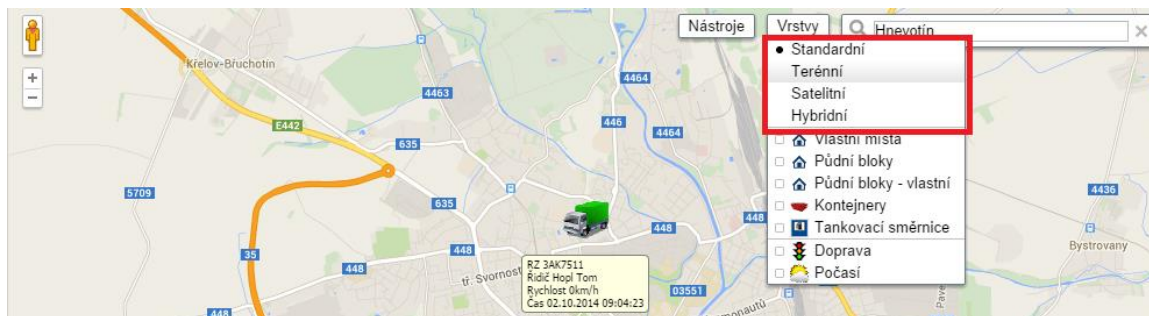 Nástroje
Vrstvy
Hnevotín
Standardní
Terénní
Satelitní
Hybridní
Vlastní místa
Půdní bloky
Půdní bloky - vlastní
Kontejnery
Tankovací směrnice
Doprava
Počasí
Křelov-Břuchotín
E442
4463
4464
446
4464
635
635
5709
35
448
448
448
448
448
tř. Svornosti
RZ 3AK7511
Řidič Hopl Tom
Rychlost 0km/h
Čas 02.10.2014 09:04:23
03551
4436
Bystrovany